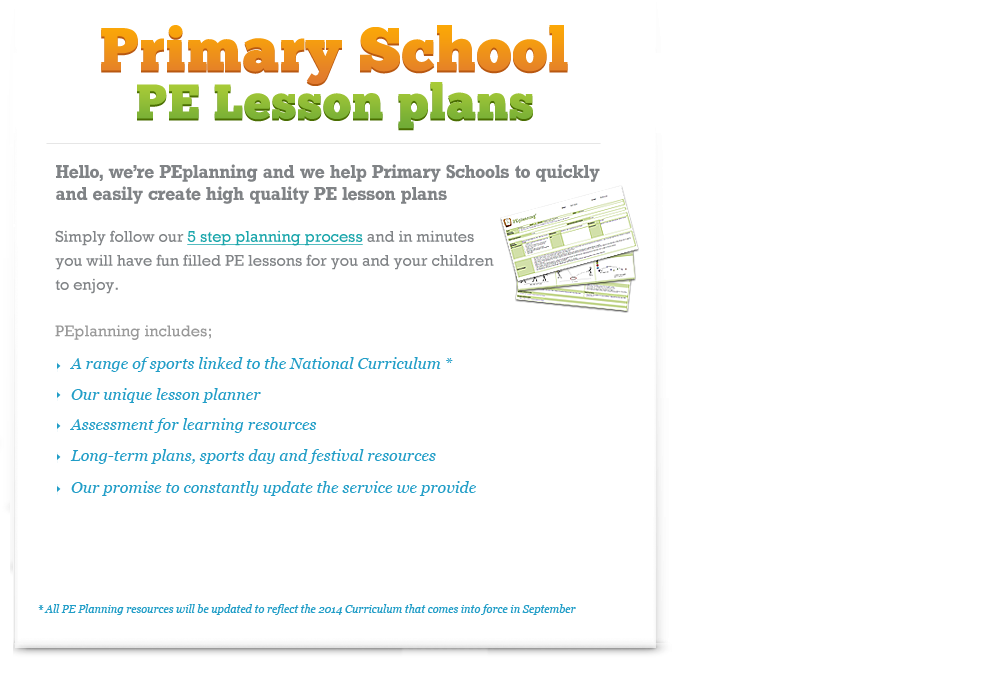 Primary School
PE Lesson plans
Hello, we're PEplanning and we help Primary Schools to quickly
and easily create high quality PE lesson plans
Simply follow our 5 step planning process and in minutes
you will have fun filled PE lessons for you and your children
to enjoy.
PEplanning
PEplanning includes;
A range of sports linked to the National Curriculum *
Our unique lesson planner
Assessment for learning resources
Long-term plans, sports day and festival resources
Our promise to constantly update the service we provide
* All PE Planning resources will be updated to reflect the 2014 Curriculum that comes into force in September